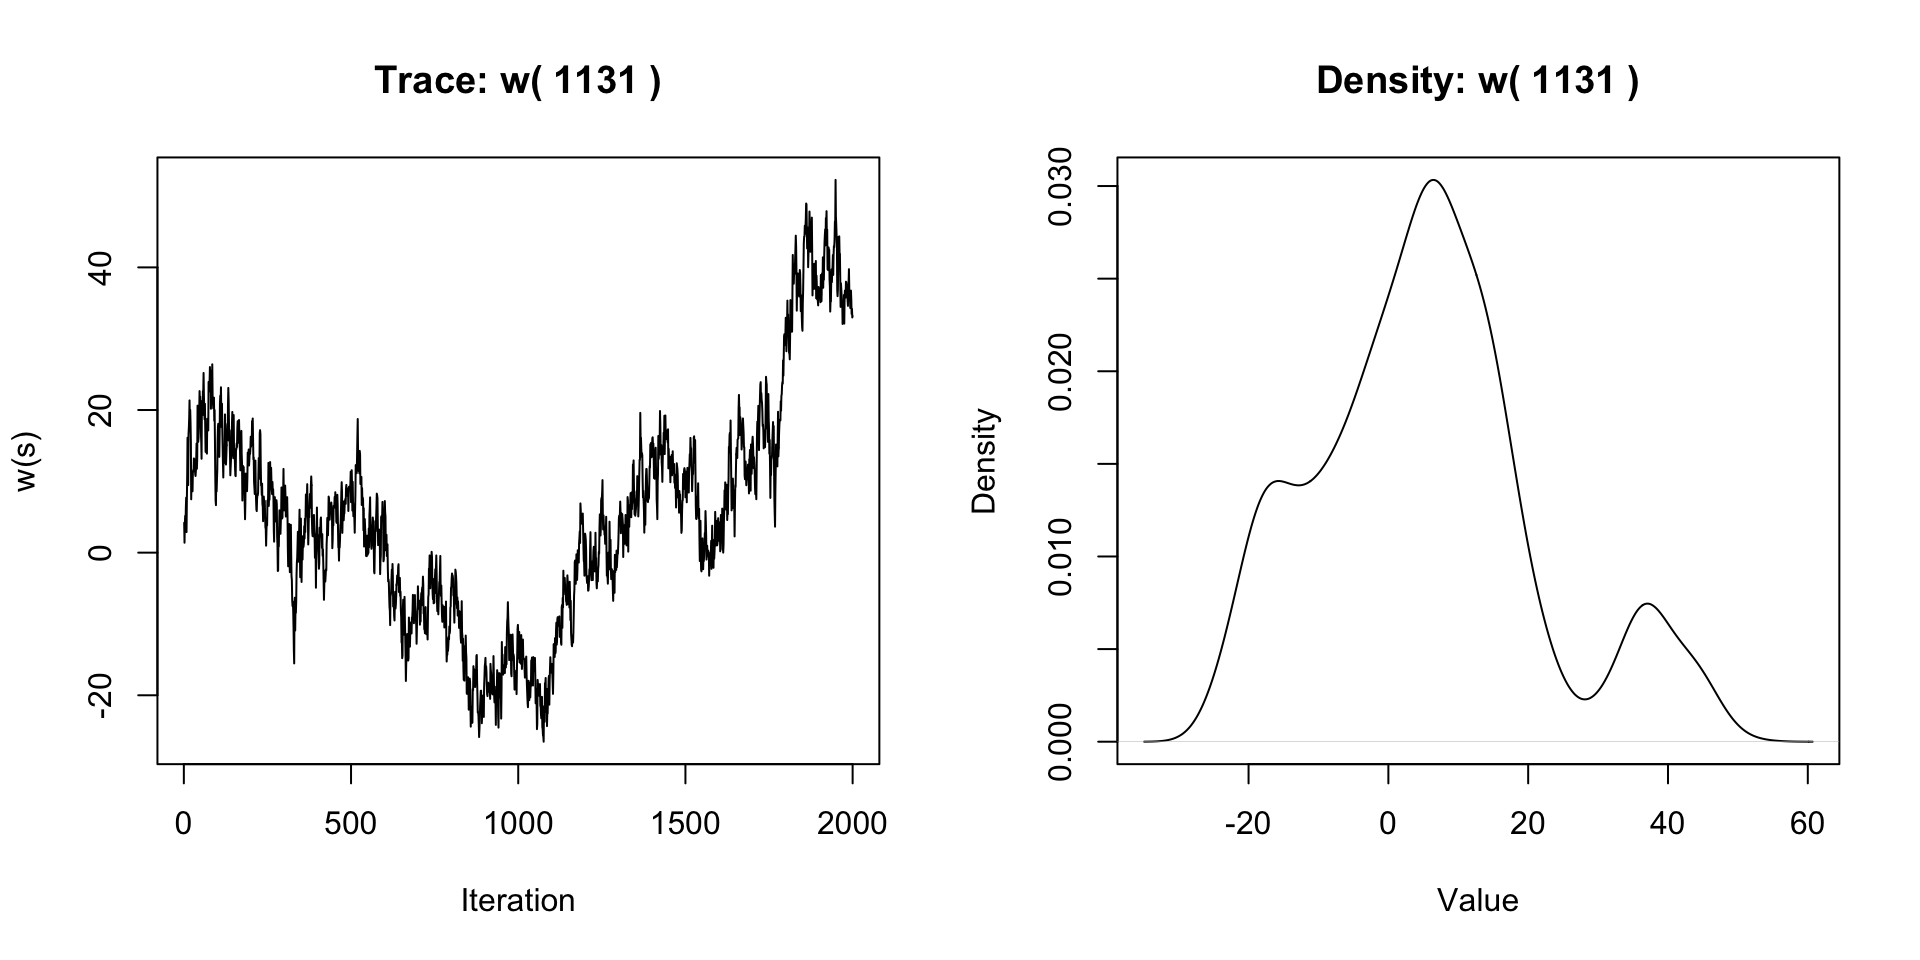 Trace: w( 1131 )
w(s)
40
20
0
-20
0 500 1000 1500 2000
Iteration
Density: w( 1131 )
Density
0.030
0.020
0.010
0.000
-20 0 20 40 60
Value